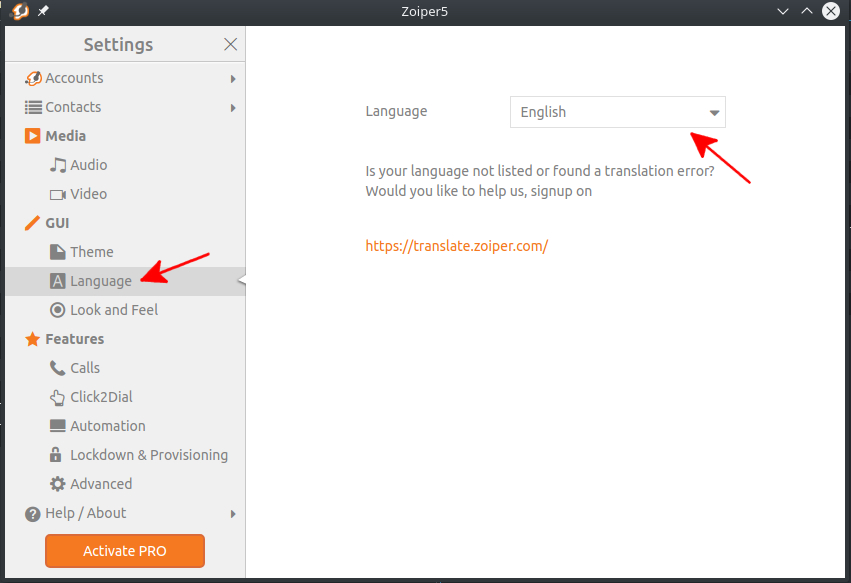 Zoiper5
Settings
Accounts
Contacts
Media
Audio
Video
GUI
Theme
Language
Look and Feel
Features
Calls
Click2Dial
Automation
Lockdown & Provisioning
Advanced
Help / About
Activate PRO
Language
English
Is your language not listed or found a translation error?
Would you like to help us, signup on
https://translate.zoiper.com/